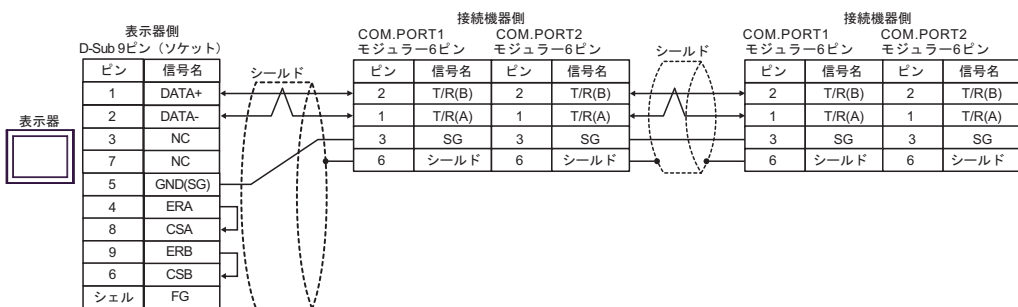 表示器
表示器側
D-Sub 9ピン（ソケット）
ピン 信号名
1 DATA+
2 DATA-
3 NC
7 NC
5 GND(SG)
4 ERA
8 CSA
9 ERB
6 CSB
シェル FG
シールド
接続機器側
COM.PORT1 COM.PORT2
モジュラー6ピン モジュラー6ピン
ピン 信号名 ピン 信号名
2 T/R(B) 2 T/R(B)
1 T/R(A) 1 T/R(A)
3 SG 3 SG
6 シールド 6 シールド
シールド
接続機器側
COM.PORT1 COM.PORT2
モジュラー6ピン モジュラー6ピン
ピン 信号名 ピン 信号名
2 T/R(B) 2 T/R(B)
1 T/R(A) 1 T/R(A)
3 SG 3 SG
6 シールド 6 シールド